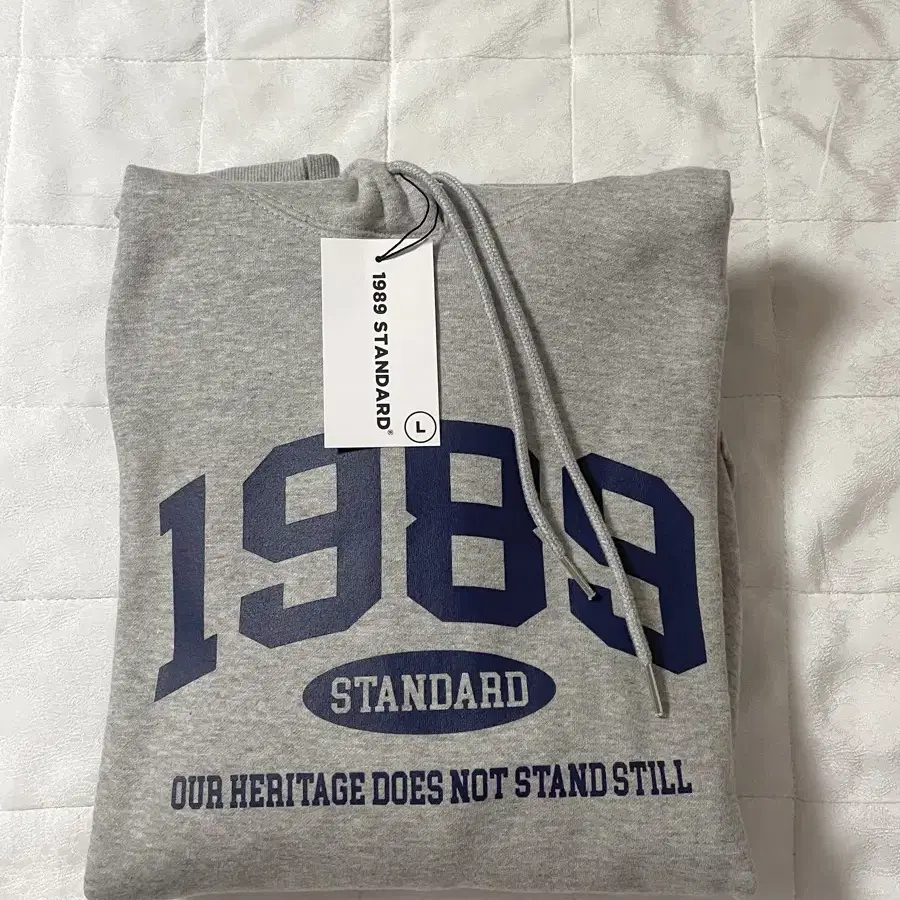 1989 STANDARD®
L
1989
STANDARD
OUR HERITAGE DOES NOT STAND STILL